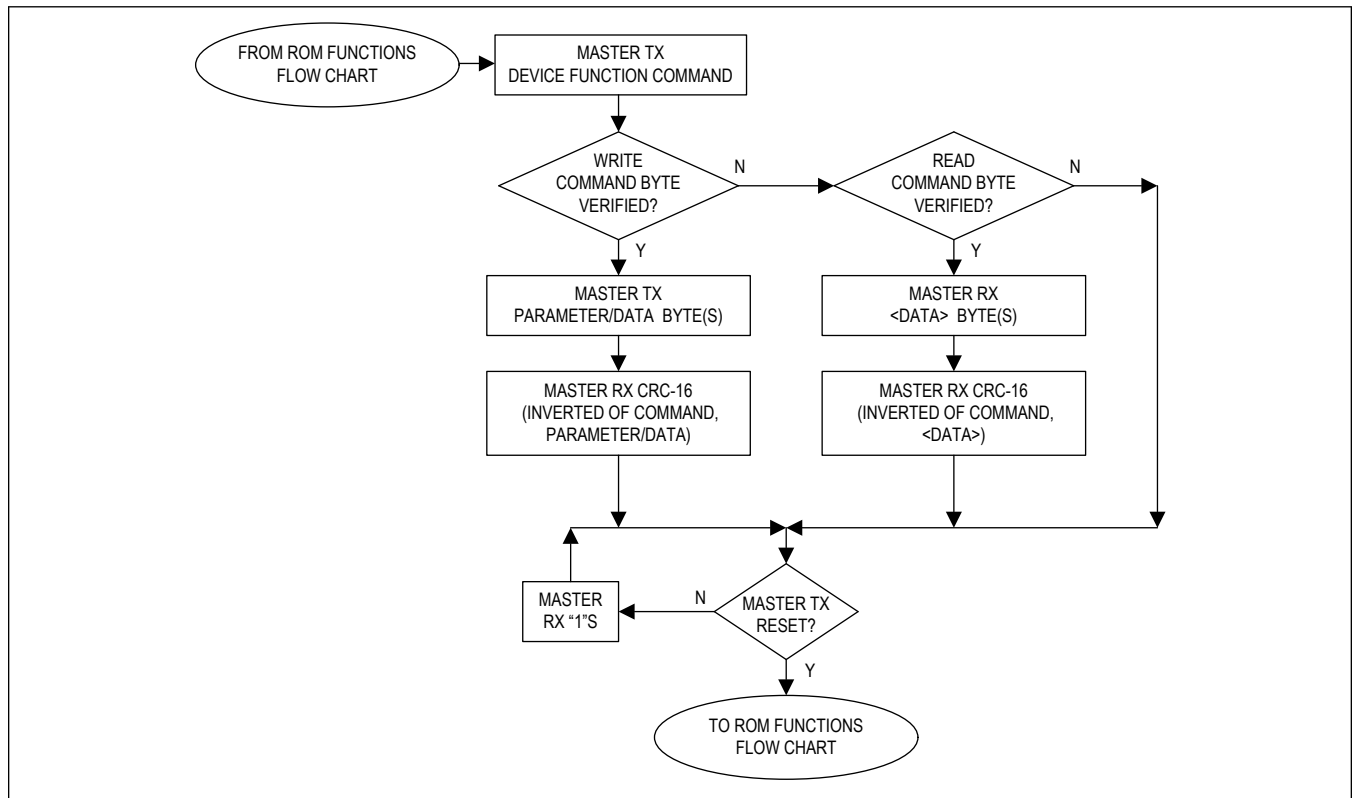 FROM ROM FUNCTIONS
FLOW CHART
MASTER TX
DEVICE FUNCTION COMMAND
WRITE
COMMAND BYTE
VERIFIED?
N
READ
COMMAND BYTE
VERIFIED?
N
Y
Y
MASTER TX
PARAMETER/DATA BYTE(S)
MASTER RX
<DATA> BYTE(S)
MASTER RX CRC-16
(INVERTED OF COMMAND,
PARAMETER/DATA)
MASTER RX CRC-16
(INVERTED OF COMMAND,
<DATA>)
MASTER
RX “1”S
N
MASTER TX
RESET?
Y
TO ROM FUNCTIONS
FLOW CHART